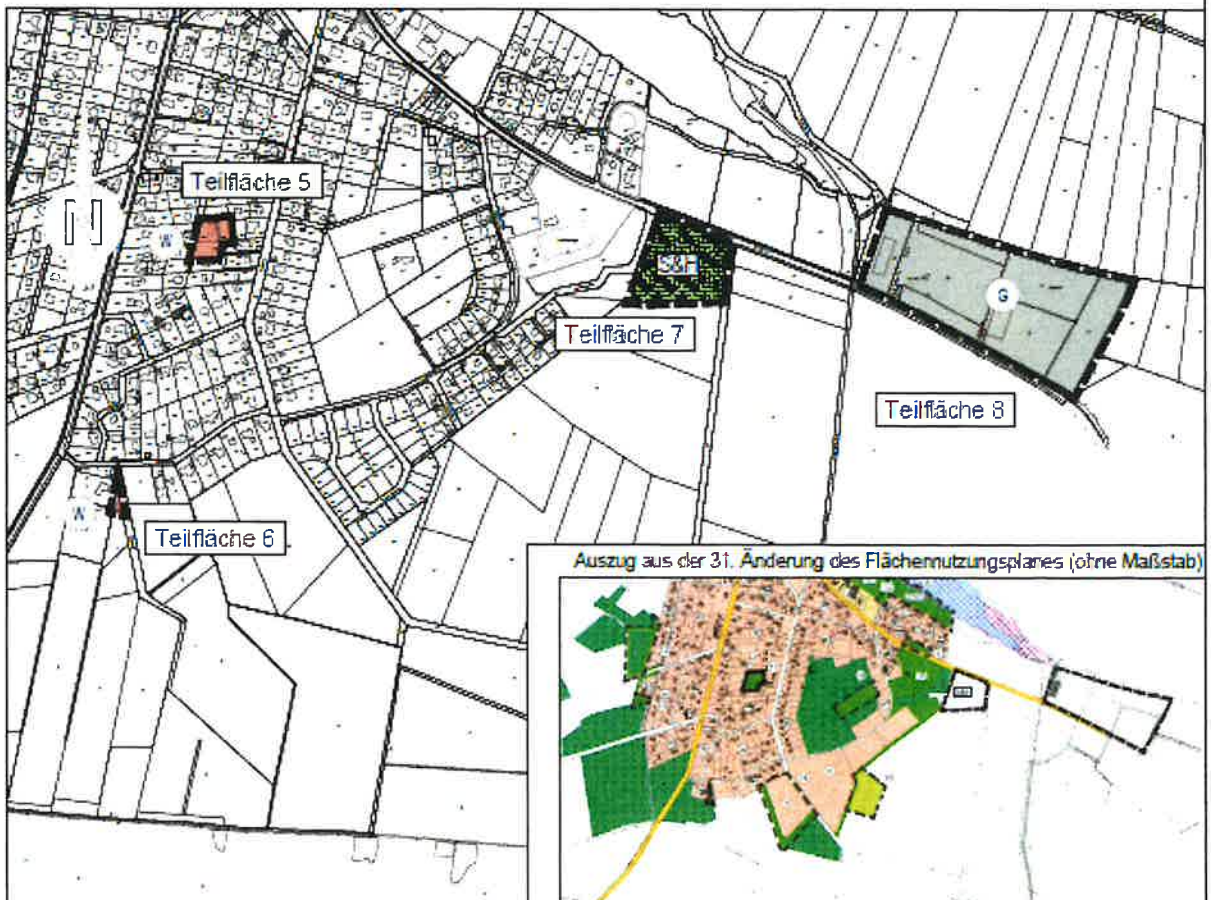 Teilfläche 5
W
N
S&H
G
Teilfläche 7
Teilfläche 8
W
Teilfläche 6
Auszug aus der 31. Änderung des Flächennutzungsplanes (ohne Maßstab)